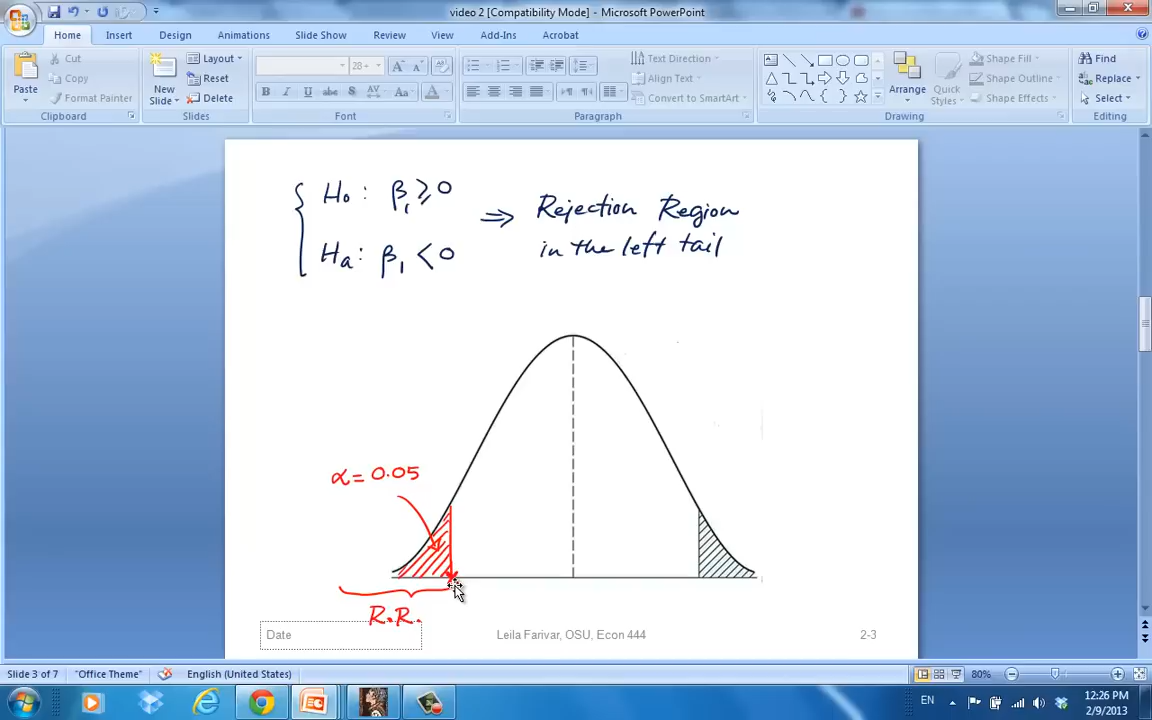 video 2 [Compatibility Mode] - Microsoft PowerPoint
Home Insert Design Animations Slide Show Review View Add-Ins Acrobat
Paste
Cut
Copy
Format Painter
Clipboard
New Slide
Layout
Reset
Delete
Slides
28
B I U abe S AV Aa A
Font
Text Direction
Align Text
Convert to SmartArt
Paragraph
Arrange
Quick Styles
Shape Fill
Shape Outline
Shape Effects
Drawing
Find
Replace
Select
Editing
H0 : β1 ≥ 0
Ha : β1 < 0
⇒ Rejection Region
in the left tail
α = 0.05
R.R.
Date
Leila Farivar, OSU, Econ 444
2-3
Slide 3 of 7 "Office Theme" English (United States) 80%
EN
12:26 PM
2/9/2013